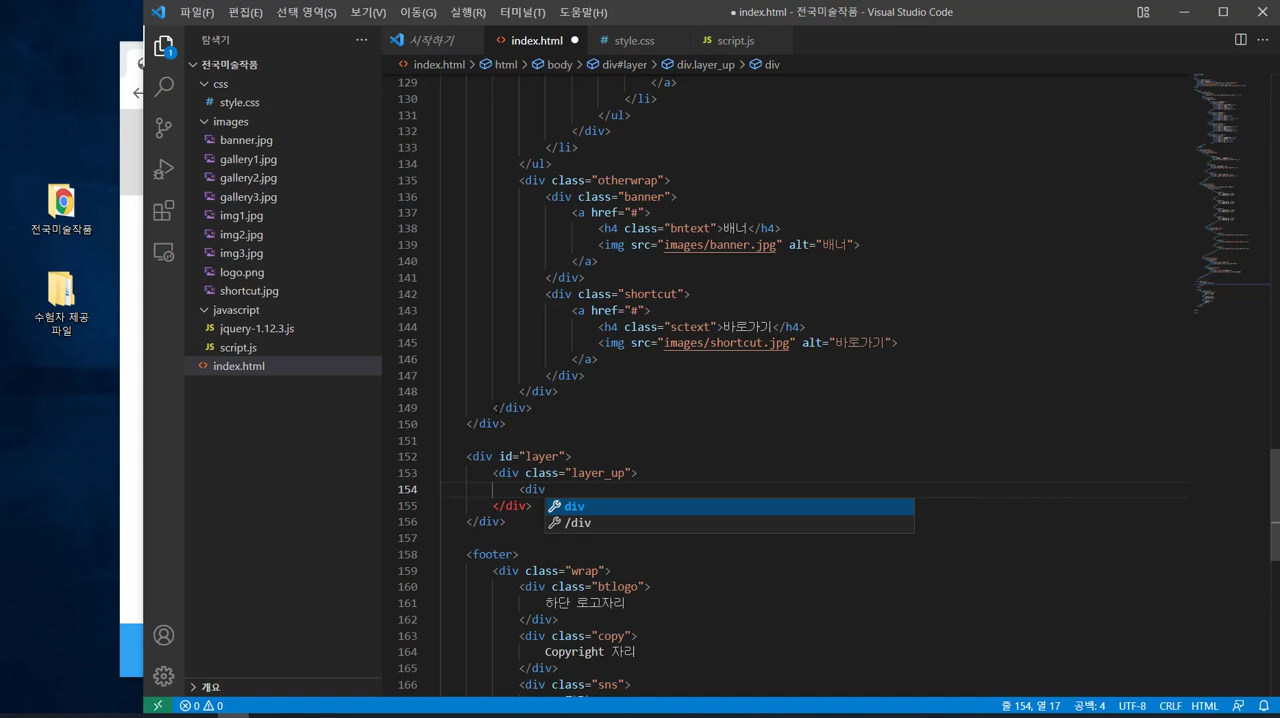 파일(F) 편집(E) 선택 영역(S) 보기(V) 이동(G) 실행(R) 터미널(T) 도움말(H) ● index.html - 전국미술작품 - Visual Studio Code
탐색기
시작하기 index.html style.css script.js
전국미술작품
index.html html body div#layer div.layer_up div
css
style.css
images
banner.jpg
gallery1.jpg
gallery2.jpg
gallery3.jpg
img1.jpg
img2.jpg
img3.jpg
logo.png
shortcut.jpg
javascript
jquery-1.12.3.js
script.js
index.html
개요
1
전국미술작품
수험자 제공
파일
129 </a>
130 </li>
131 </ul>
132 </div>
133 </li>
134 </ul>
135 <div class="otherwrap">
136 <div class="banner">
137 <a href="#">
138 <h4 class="bntext">배너</h4>
139 <img src="images/banner.jpg" alt="배너">
140 </a>
141 </div>
142 <div class="shortcut">
143 <a href="#">
144 <h4 class="sctext">바로가기</h4>
145 <img src="images/shortcut.jpg" alt="바로가기">
146 </a>
147 </div>
148 </div>
149 </div>
150 </div>
151
152 <div id="layer">
153 <div class="layer_up">
154 <div
155 </div>
div
156 </div>
/div
157
158 <footer>
159 <div class="wrap">
160 <div class="btlogo">
161 하단 로고자리
162 </div>
163 <div class="copy">
164 Copyright 자리
165 </div>
166 <div class="sns">
0 0 줄 154, 열 17 공백: 4 UTF-8 CRLF HTML